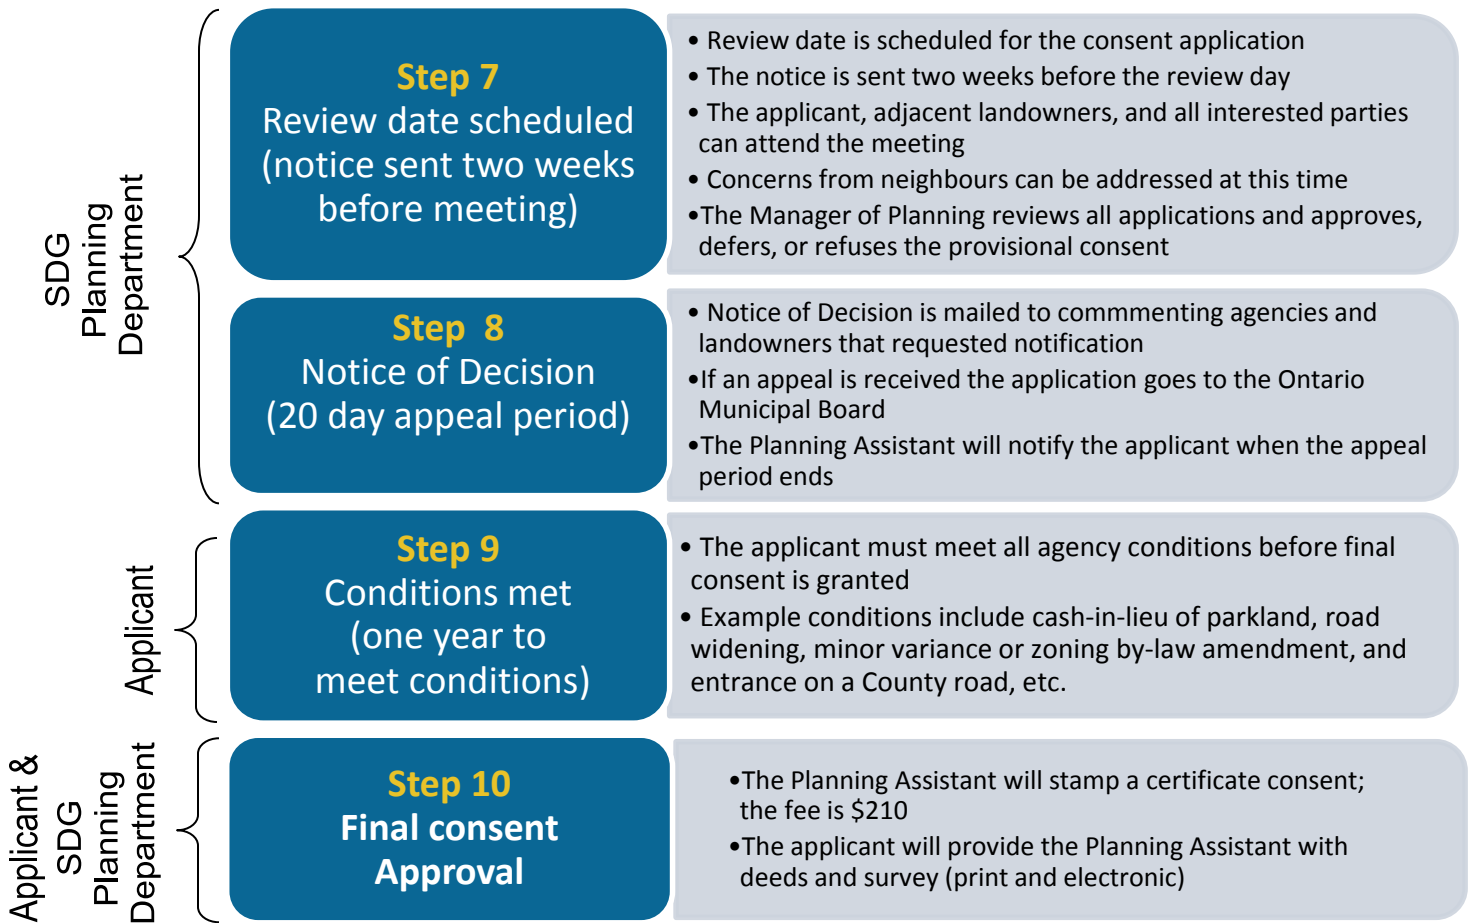 SDG
Planning
Department
Step 7
Review date scheduled
(notice sent two weeks
before meeting)
• Review date is scheduled for the consent application
• The notice is sent two weeks before the review day
• The applicant, adjacent landowners, and all interested parties
can attend the meeting
• Concerns from neighbours can be addressed at this time
•The Manager of Planning reviews all applications and approves,
defers, or refuses the provisional consent
Step  8
Notice of Decision
(20 day appeal period)
• Notice of Decision is mailed to commmenting agencies and
landowners that requested notification
•If an appeal is received the application goes to the Ontario
Municipal Board
•The Planning Assistant will notify the applicant when the appeal
period ends
Applicant
Step 9
Conditions met
(one year to
meet conditions)
• The applicant must meet all agency conditions before final
consent is granted
• Example conditions include cash-in-lieu of parkland, road
widening, minor variance or zoning by-law amendment, and
entrance on a County road, etc.
Applicant &
SDG
Planning
Department
Step 10
Final consent
Approval
•The Planning Assistant will stamp a certificate consent;
the fee is $210
•The applicant will provide the Planning Assistant with
deeds and survey (print and electronic)